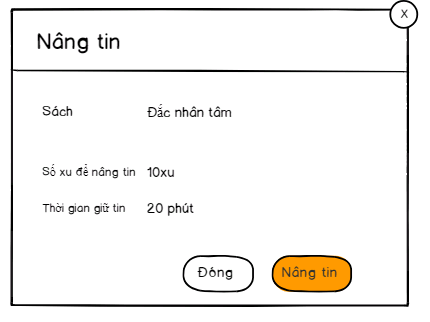 X
Nâng tin
Sách Đắc nhân tâm
Số xu để nâng tin 10xu
Thời gian giữ tin 20 phút
Đóng Nâng tin